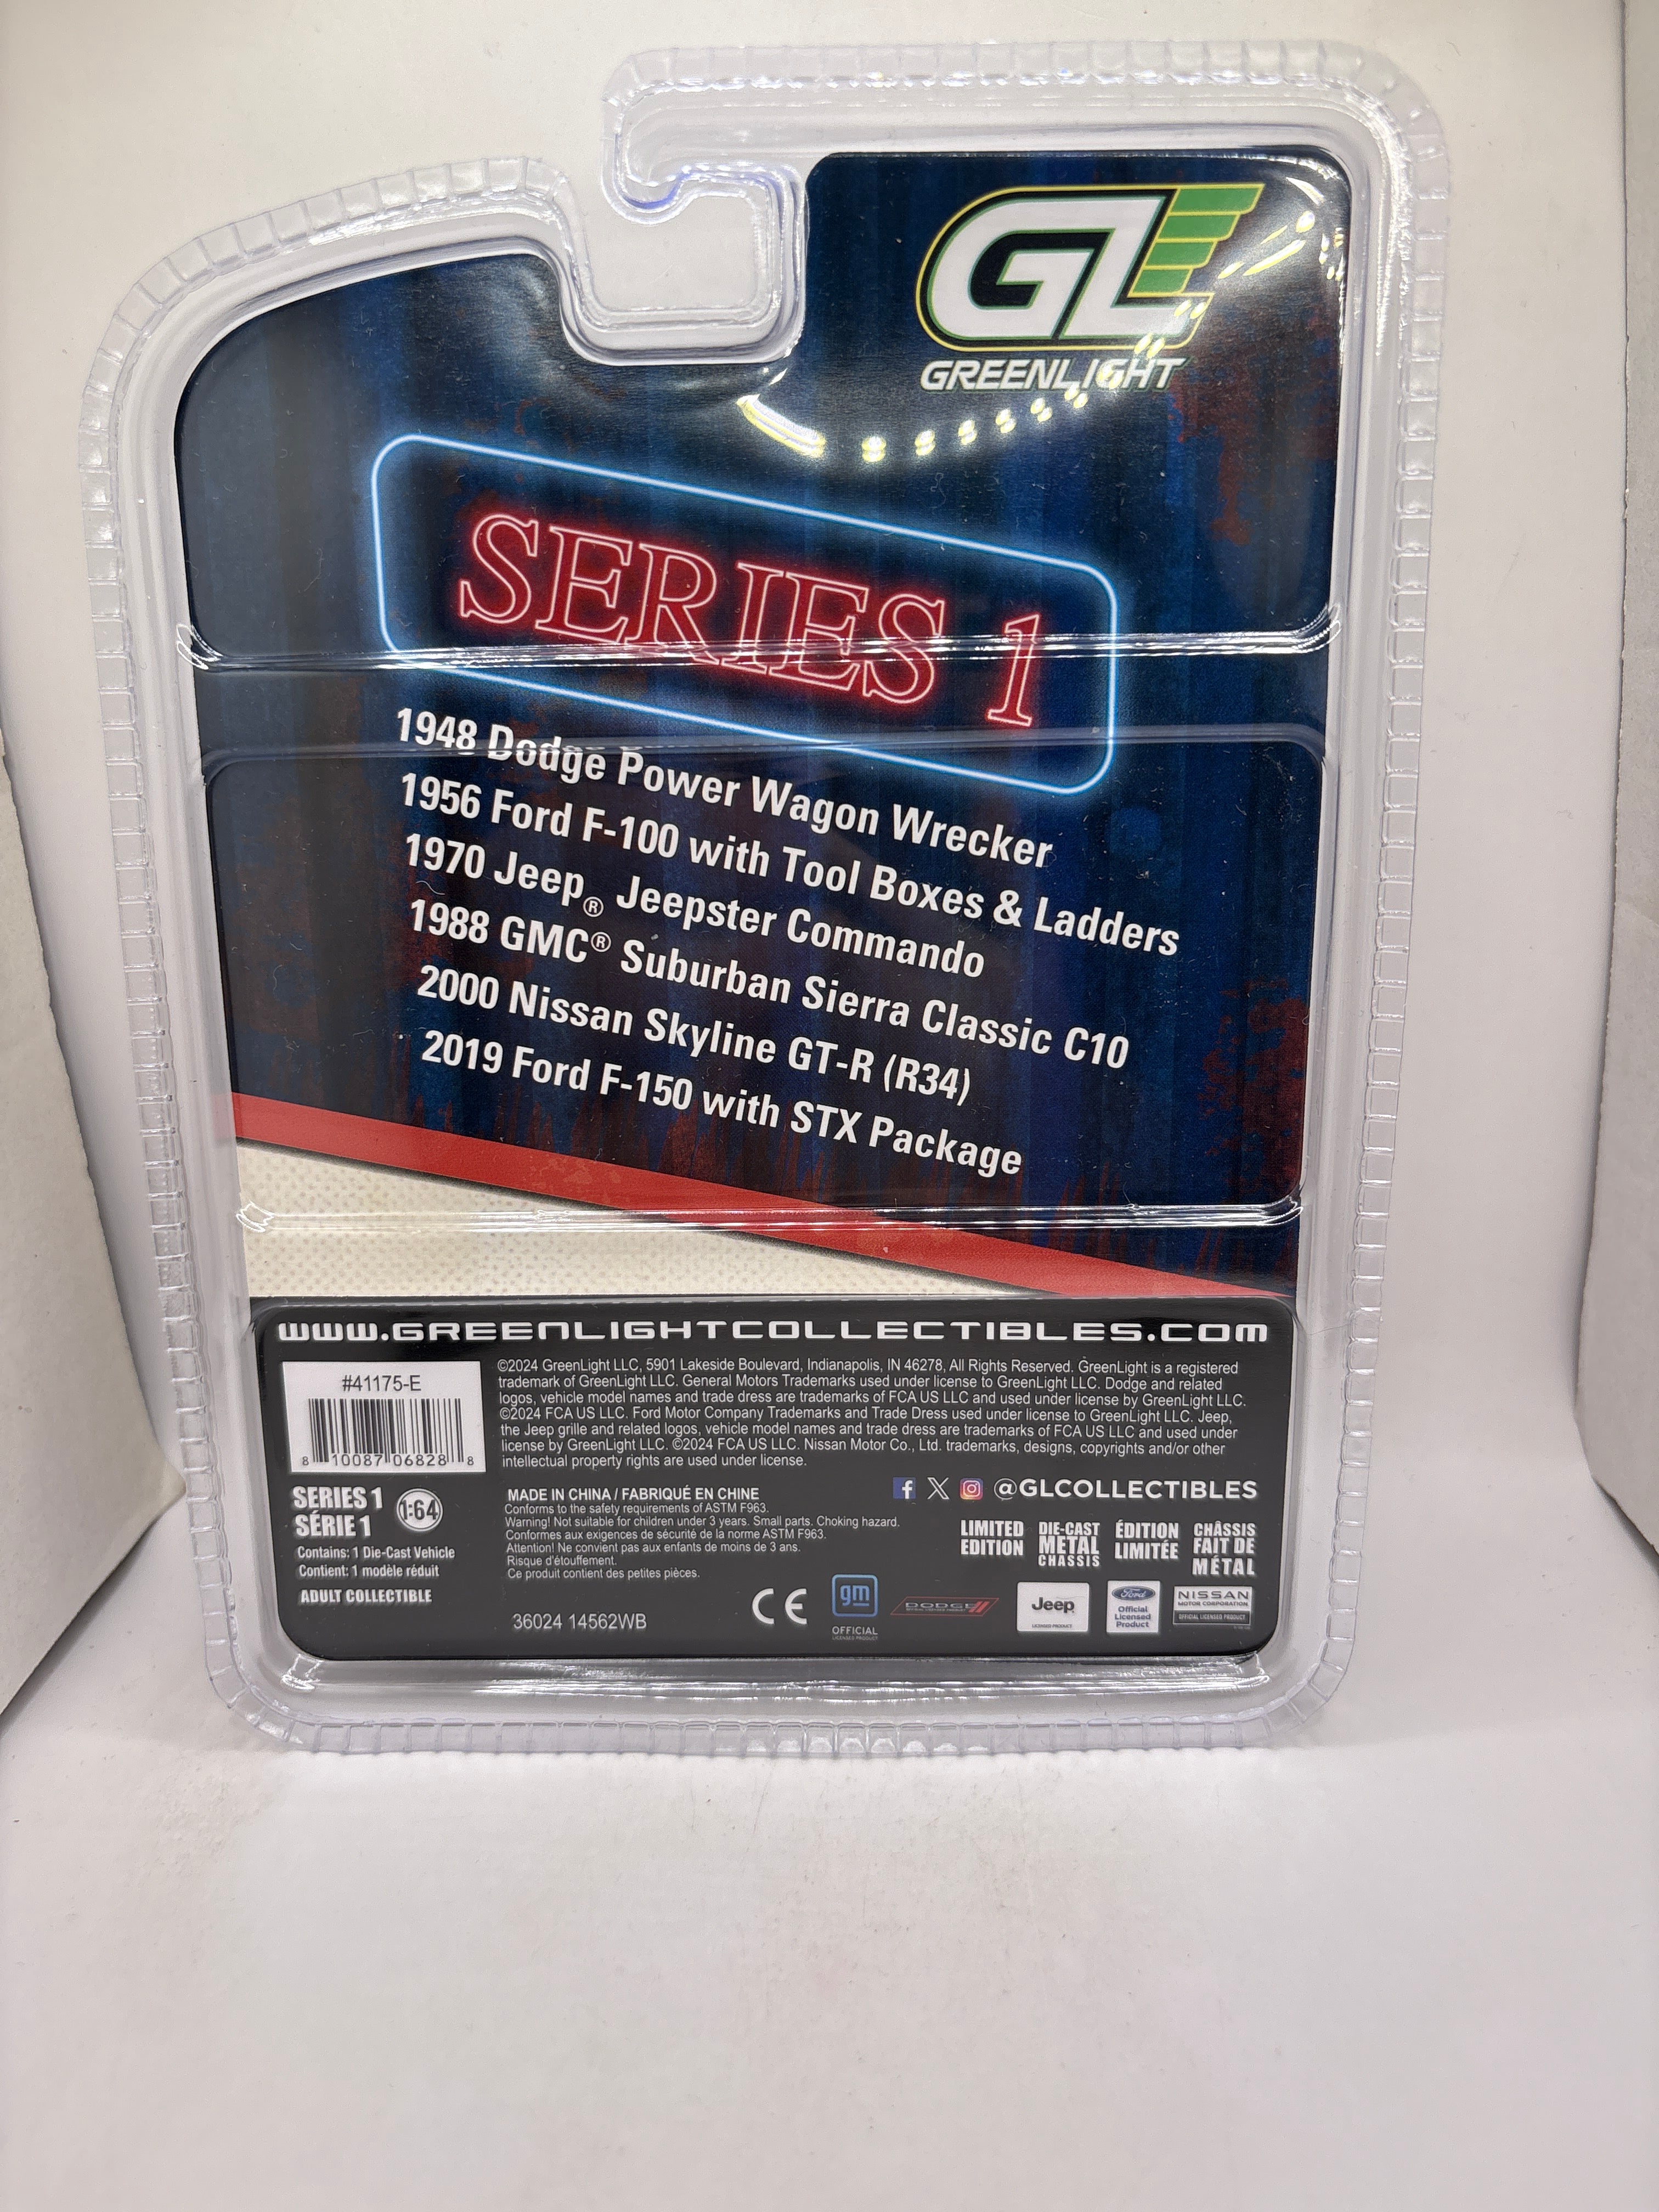 GL
GREENLIGHT
SERIES 1
1948 Dodge Power Wagon Wrecker
1956 Ford F-100 with Tool Boxes & Ladders
1970 Jeep® Jeepster Commando
1988 GMC® Suburban Sierra Classic C10
2000 Nissan Skyline GT-R (R34)
2019 Ford F-150 with STX Package
WWW.GREENLIGHTCOLLECTIBLES.COM
#41175-E
8 10087 06828 8
SERIES 1
SÉRIE 1
1:64
Contains: 1 Die-Cast Vehicle
Contient: 1 modèle réduit
ADULT COLLECTIBLE
©2024 GreenLight LLC, 5901 Lakeside Boulevard, Indianapolis, IN 46278, All Rights Reserved. GreenLight is a registered
trademark of GreenLight LLC. General Motors Trademarks used under license to GreenLight LLC. Dodge and related
logos, vehicle model names and trade dress are trademarks of FCA US LLC and used under license by GreenLight LLC.
©2024 FCA US LLC. Ford Motor Company Trademarks and Trade Dress used under license to GreenLight LLC. Jeep,
the Jeep grille and related logos, vehicle model names and trade dress are trademarks of FCA US LLC and used under
license by GreenLight LLC. ©2024 FCA US LLC. Nissan Motor Co., Ltd. trademarks, designs, copyrights and/or other
intellectual property rights are used under license.
MADE IN CHINA / FABRIQUÉ EN CHINE
Conforms to the safety requirements of ASTM F963.
Warning! Not suitable for children under 3 years. Small parts. Choking hazard.
Conformes aux exigences de sécurité de la norme ASTM F963.
Attention! Ne convient pas aux enfants de moins de 3 ans.
Risque d'étouffement.
Ce produit contient des petites pièces.
36024 14562WB
@GLCOLLECTIBLES
LIMITED
EDITION
DIE-CAST
METAL
CHASSIS
ÉDITION
LIMITÉE
CHÂSSIS
FAIT DE
MÉTAL
CE
gm
OFFICIAL
LICENSED PRODUCT
DODGE
Jeep
LICENSED PRODUCT
Ford
Official
Licensed
Product
NISSAN
MOTOR CORPORATION
OFFICIAL LICENSED PRODUCT